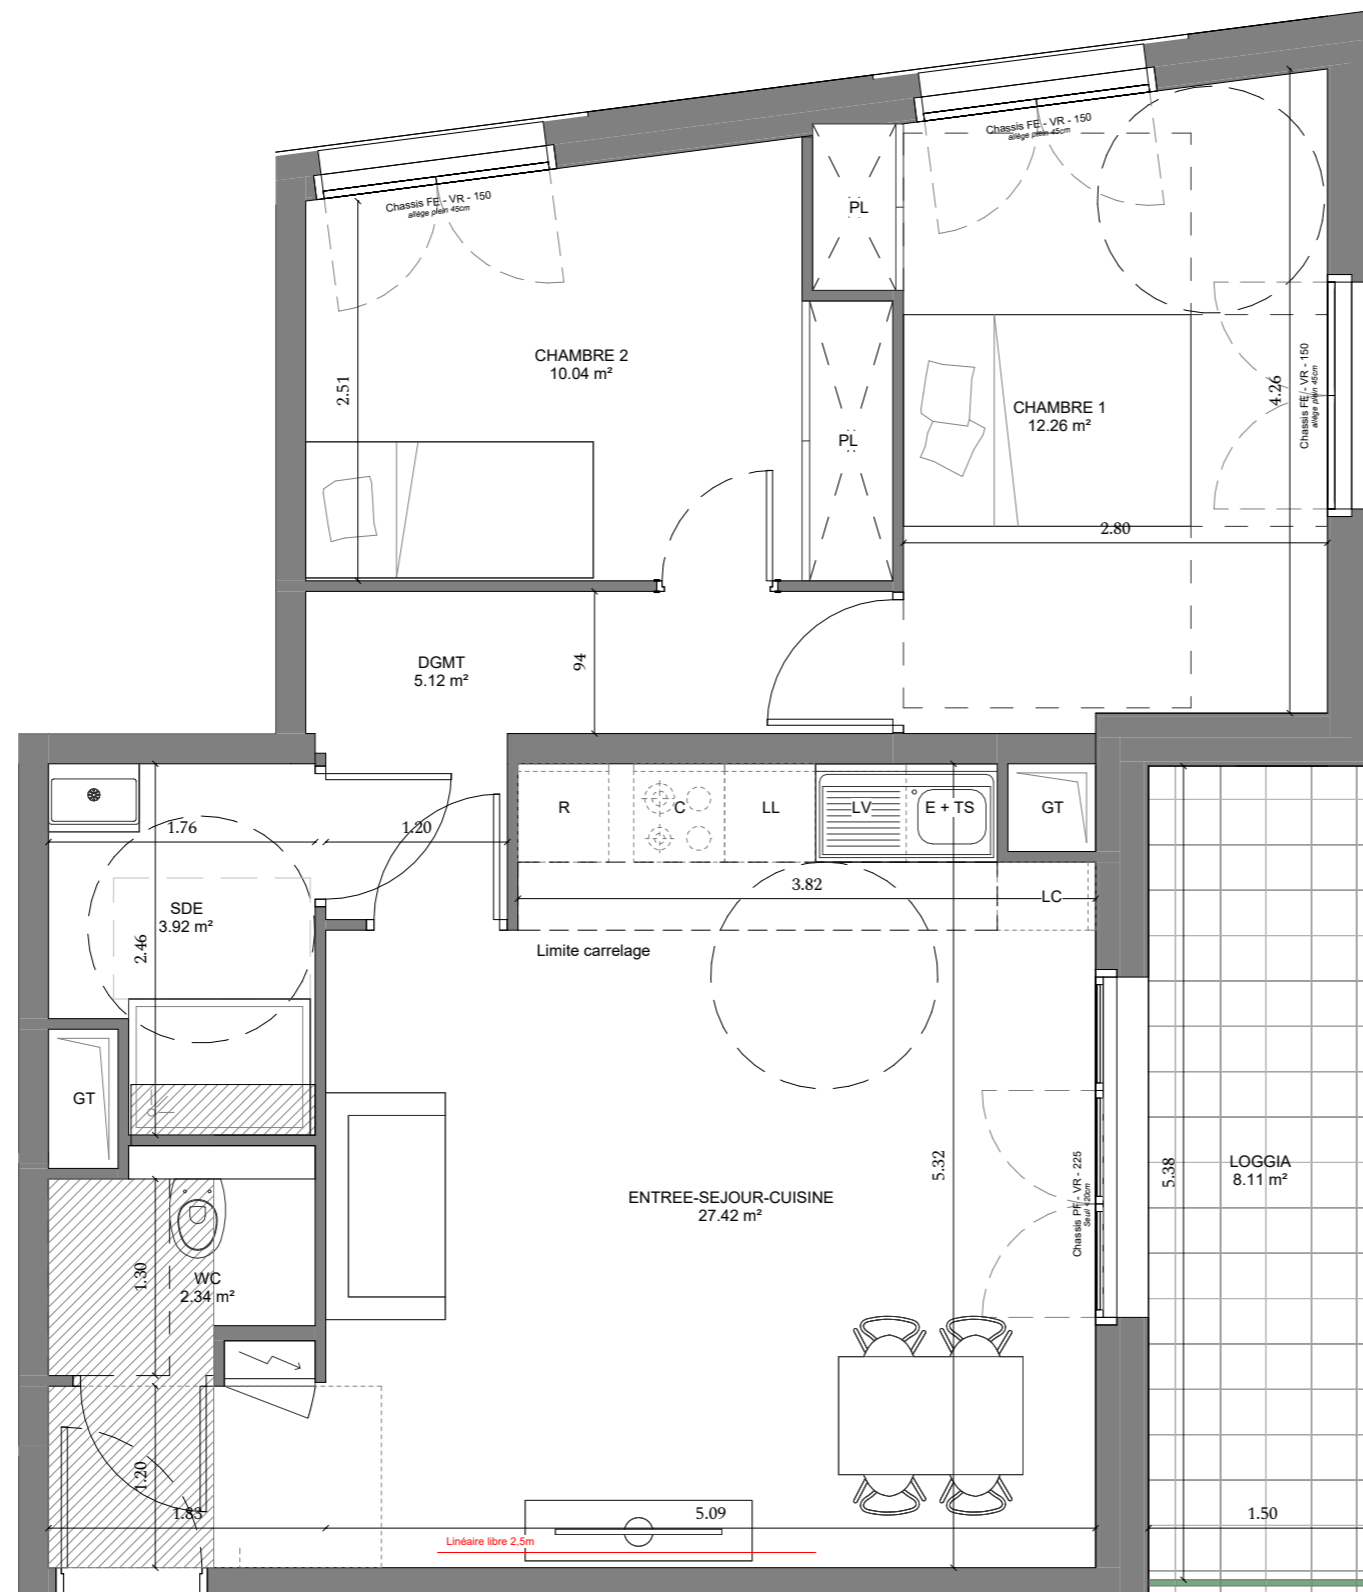 Chassis FE - VR - 150
allège plein 45cm
Chassis FE - VR - 150
allège plein 45cm
PL
CHAMBRE 2
10.04 m²
2.51
PL
CHAMBRE 1
12.26 m²
4.26
Chassis FE - VR - 150
allège plein 45cm
2.80
DGMT
5.12 m²
94
R
C
LL
LV
E + TS
GT
1.76
1.20
3.82
LC
SDE
3.92 m²
2.46
Limite carrelage
GT
ENTREE-SEJOUR-CUISINE
27.42 m²
5.32
Chassis PF - VR - 225
5.38
LOGGIA
8.11 m²
WC
2.34 m²
1.30
1.20
1.83
5.09
1.50
Linéaire libre 2,5m